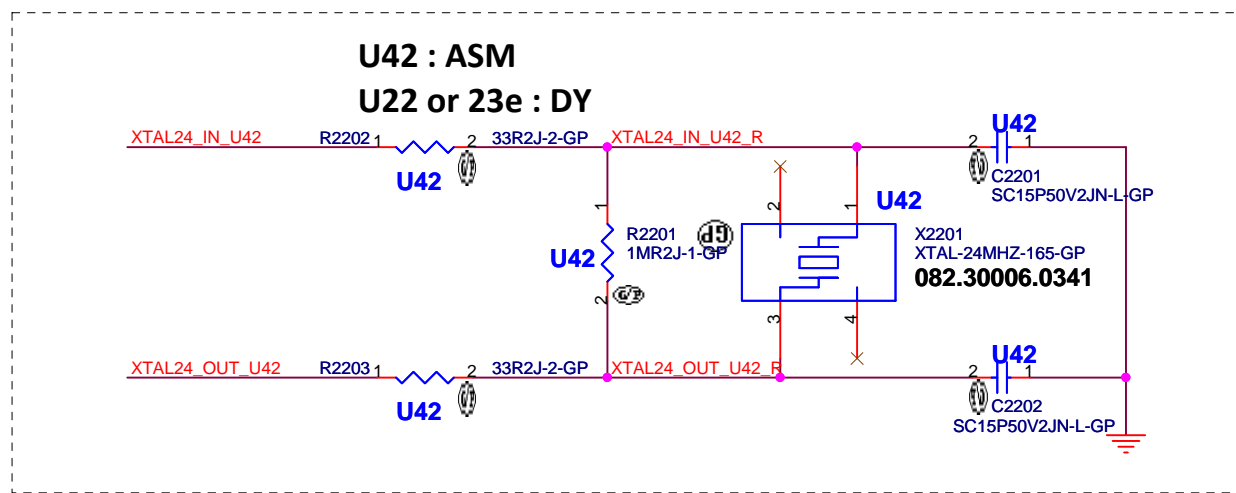 U42 : ASM
U22 or 23e : DY
XTAL24_IN_U42
R2202
1
2
33R2J-2-GP
XTAL24_IN_U42_R
U42
2
1
U42
C2201
SC15P50V2JN-L-GP
1
R2201
1MR2J-1-GP
U42
2
G/P
GP
2
1
U42
X2201
XTAL-24MHZ-165-GP
082.30006.0341
3
4
XTAL24_OUT_U42
R2203
1
2
33R2J-2-GP
XTAL24_OUT_U42_R
U42
U42
2
1
C2202
SC15P50V2JN-L-GP